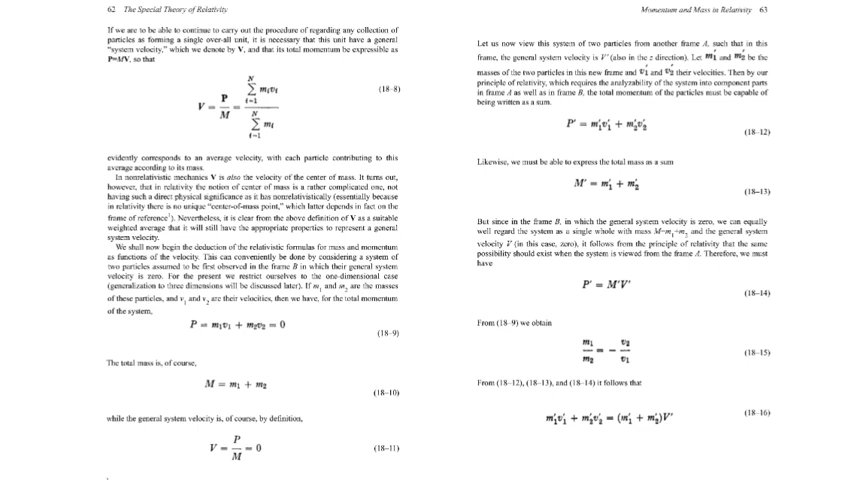 62 The Special Theory of Relativity
If we are to be able to continue to carry out the procedure of regarding any collection of
particles as forming a single over-all unit, it is necessary that this unit have a general
"system velocity," which we denote by V, and that its total momentum be expressible as
P=MV, so that
V = P/M = \frac{\sum_{i=1}^{N} m_i v_i}{\sum_{i=1}^{N} m_i} (18–8)
evidently corresponds to an average velocity, with each particle contributing to this
average according to its mass.
In nonrelativistic mechanics V is also the velocity of the center of mass. It turns out,
however, that in relativity the notion of center of mass is a rather complicated one, not
having such a direct physical significance as it has nonrelativistically (essentially because
in relativity there is no unique "center-of-mass point," which latter depends in fact on the
frame of reference¹). Nevertheless, it is clear from the above definition of V as a suitable
weighted average that it will still have the appropriate properties to represent a general
system velocity.
We shall now begin the deduction of the relativistic formulas for mass and momentum
as functions of the velocity. This can conveniently be done by considering a system of
two particles assumed to be first observed in the frame B in which their general system
velocity is zero. For the present we restrict ourselves to the one-dimensional case
(generalization to three dimensions will be discussed later). If m₁ and m₂ are the masses
of these particles, and v₁ and v₂ are their velocities, then we have, for the total momentum
of the system,
P = m₁v₁ + m₂v₂ = 0 (18–9)
The total mass is, of course,
M = m₁ + m₂ (18–10)
while the general system velocity is, of course, by definition,
V = P/M = 0 (18–11)
Momentum and Mass in Relativity 63
Let us now view this system of two particles from another frame A, such that in this
frame, the general system velocity is V′ (also in the z direction). Let m′₁ and m′₂ be the
masses of the two particles in this new frame and v′₁ and v′₂ their velocities. Then by our
principle of relativity, which requires the analyzability of the system into component parts
in frame A as well as in frame B, the total momentum of the particles must be capable of
being written as a sum.
P′ = m′₁v′₁ + m′₂v′₂ (18–12)
Likewise, we must be able to express the total mass as a sum
M′ = m′₁ + m′₂ (18–13)
But since in the frame B, in which the general system velocity is zero, we can equally
well regard the system as a single whole with mass M=m₁+m₂ and the general system
velocity V (in this case, zero), it follows from the principle of relativity that the same
possibility should exist when the system is viewed from the frame A. Therefore, we must
have
P′ = M′V′ (18–14)
From (18–9) we obtain
m₁/m₂ = − v₂/v₁ (18–15)
From (18–12), (18–13), and (18–14) it follows that
m′₁v′₁ + m′₂v′₂ = (m′₁ + m′₂)V′ (18–16)